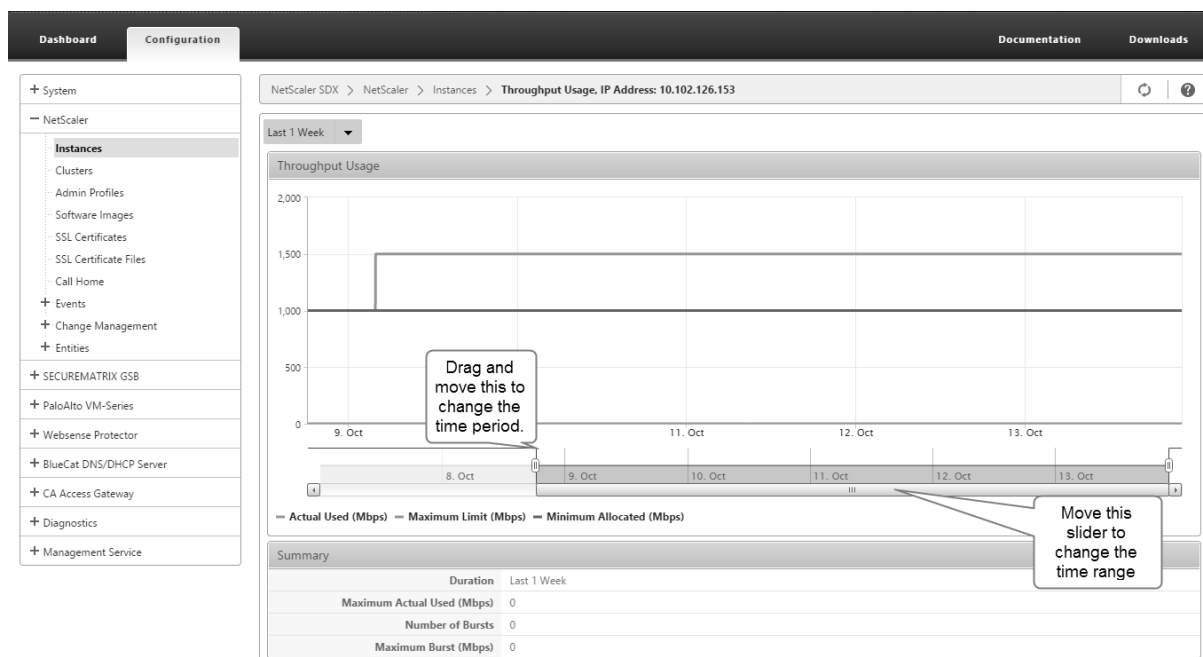 Dashboard Configuration Documentation Downloads
+ System
NetScaler SDX > NetScaler > Instances > Throughput Usage, IP Address: 10.102.126.153
− NetScaler
Instances
Clusters
Admin Profiles
Software Images
SSL Certificates
SSL Certificate Files
Call Home
+ Events
+ Change Management
+ Entities
+ SECUREMATRIX GSB
+ PaloAlto VM-Series
+ Websense Protector
+ BlueCat DNS/DHCP Server
+ CA Access Gateway
+ Diagnostics
+ Management Service
Last 1 Week
Throughput Usage
2,000
1,500
1,000
500
0
9. Oct 11. Oct 12. Oct 13. Oct
Drag and
move this to
change the
time period.
8. Oct 9. Oct 10. Oct 11. Oct 12. Oct 13. Oct
Actual Used (Mbps) Maximum Limit (Mbps) Minimum Allocated (Mbps)
Move this
slider to
change the
time range
Summary
Duration Last 1 Week
Maximum Actual Used (Mbps) 0
Number of Bursts 0
Maximum Burst (Mbps) 0